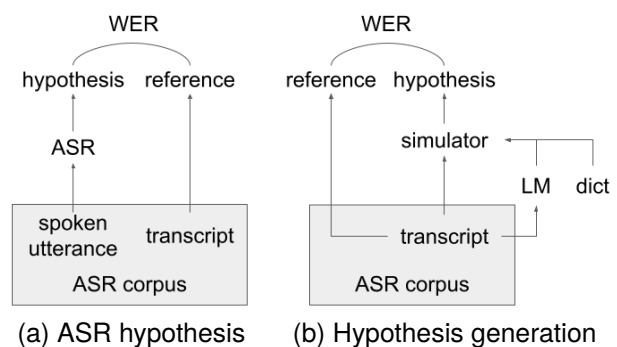 WER
hypothesis reference
ASR
spoken utterance
transcript
ASR corpus
(a) ASR hypothesis
WER
reference hypothesis
simulator
LM dict
transcript
ASR corpus
(b) Hypothesis generation